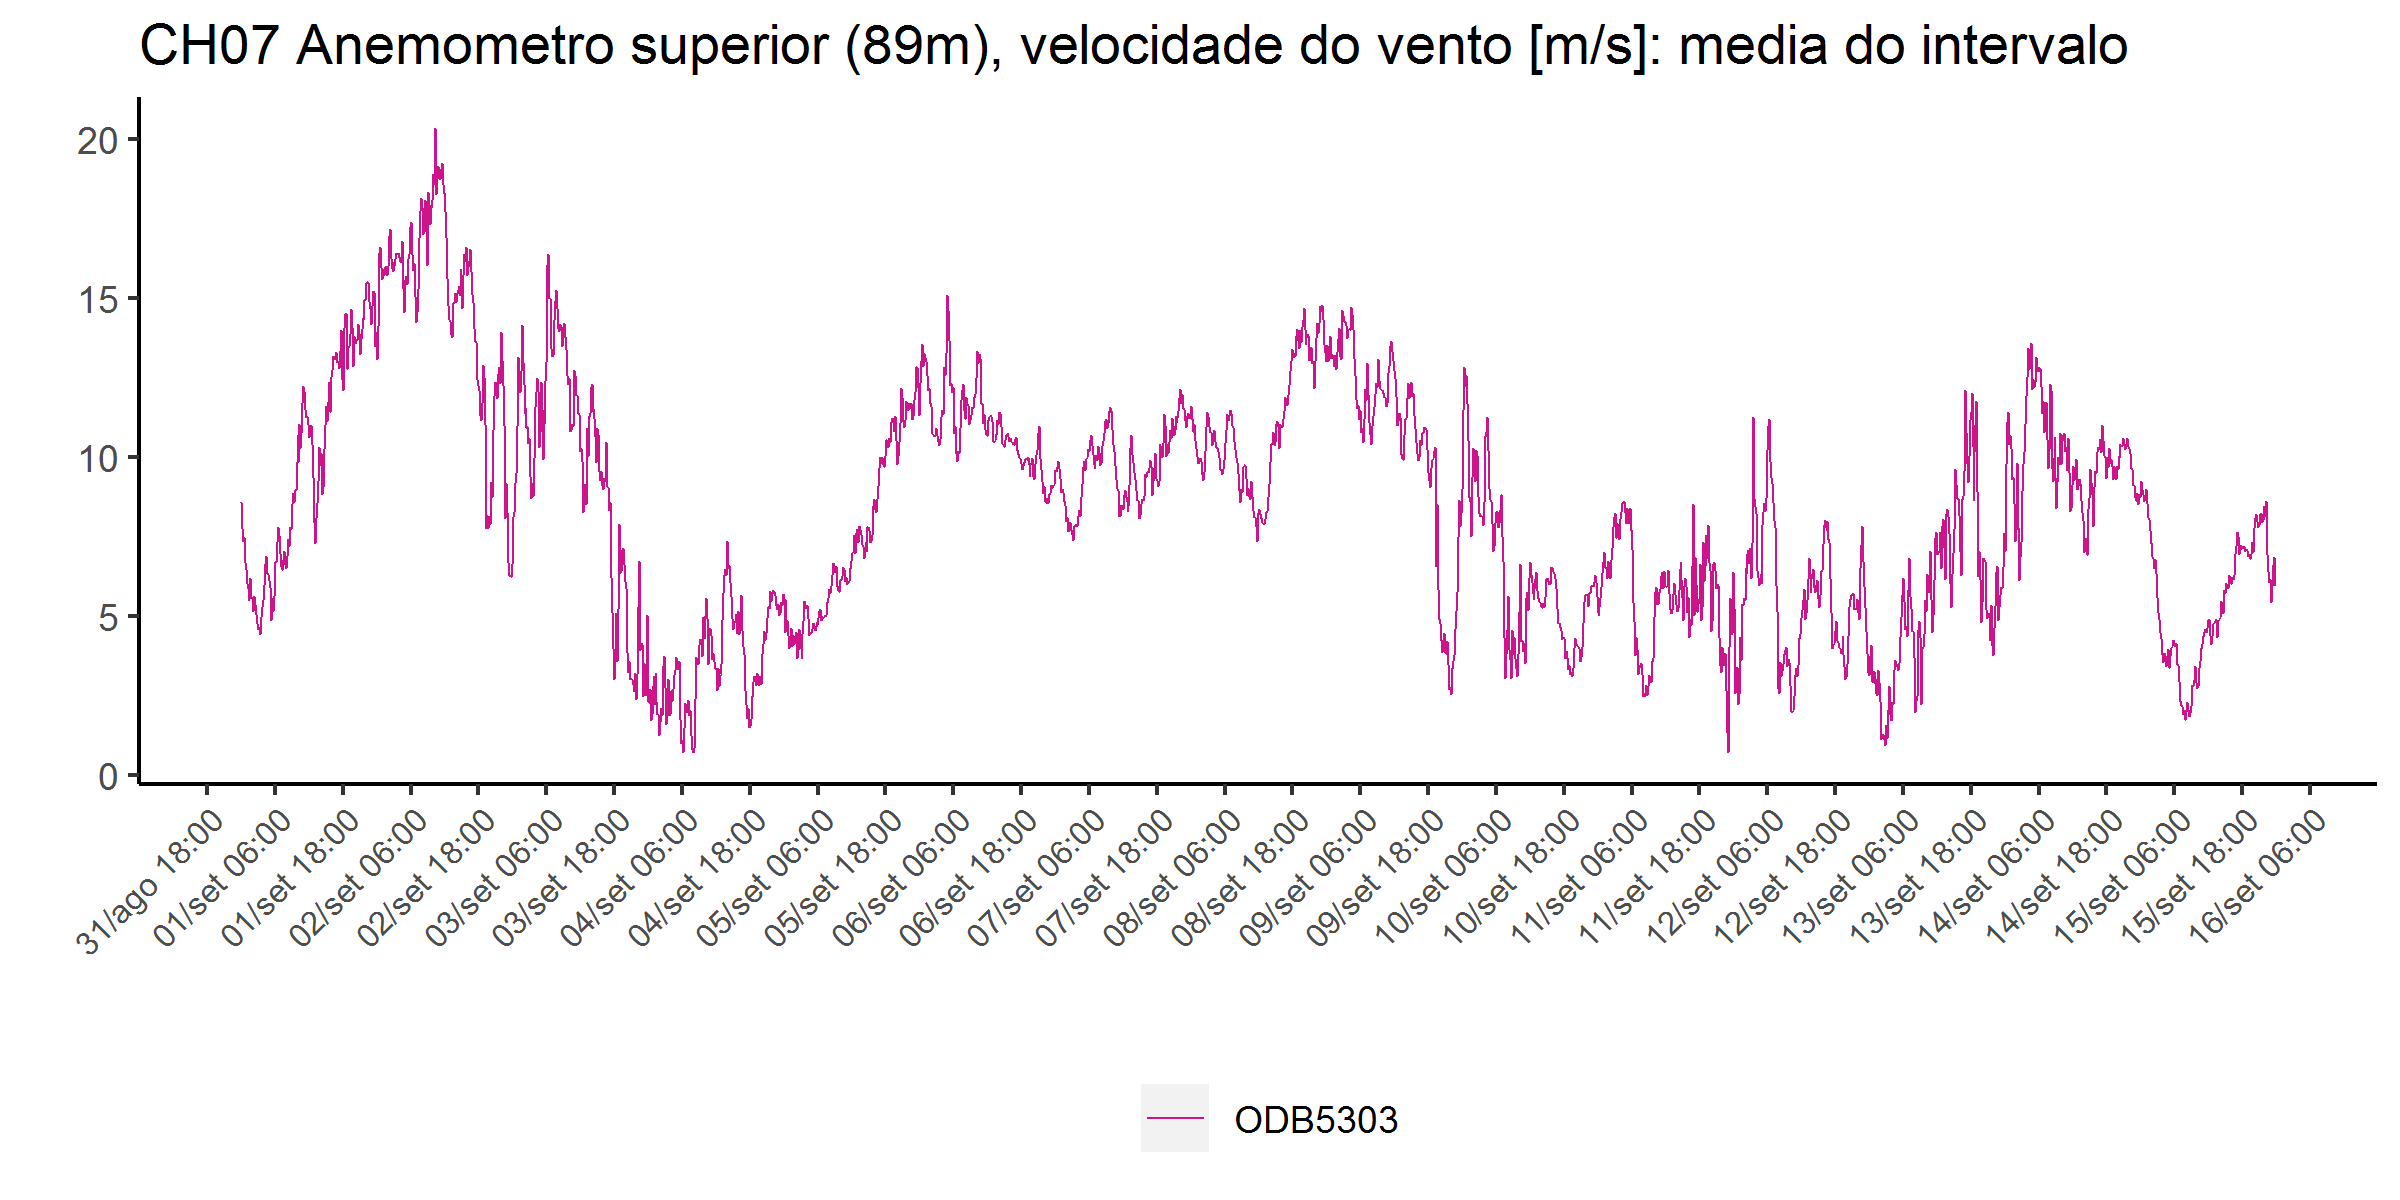 CH07 Anemometro superior (89m), velocidade do vento [m/s]: media do intervalo
20
15
10
5
0
31/ago 18:00
01/set 06:00
01/set 18:00
02/set 06:00
02/set 18:00
03/set 06:00
03/set 18:00
04/set 06:00
04/set 18:00
05/set 06:00
05/set 18:00
06/set 06:00
06/set 18:00
07/set 06:00
07/set 18:00
08/set 06:00
08/set 18:00
09/set 06:00
09/set 18:00
10/set 06:00
10/set 18:00
11/set 06:00
11/set 18:00
12/set 06:00
12/set 18:00
13/set 06:00
13/set 18:00
14/set 06:00
14/set 18:00
15/set 06:00
15/set 18:00
16/set 06:00
ODB5303